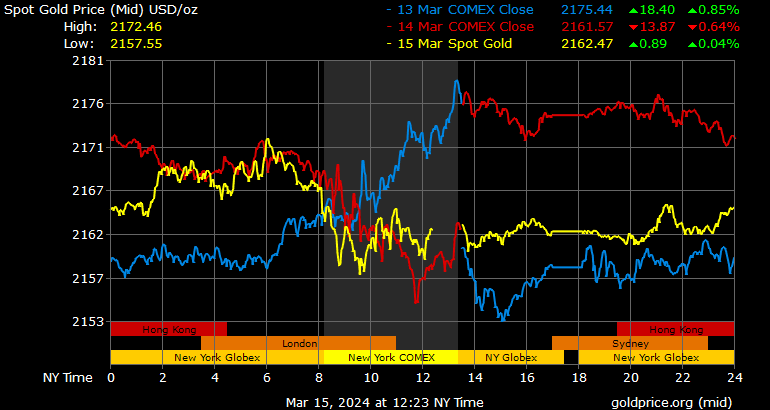 Spot Gold Price (Mid) USD/oz - 13 Mar COMEX Close 2175.44 ▲18.40 ▲0.85%
High: 2172.46 - 14 Mar COMEX Close 2161.57 ▼13.87 ▼0.64%
Low: 2157.55 - 15 Mar Spot Gold 2162.47 ▲0.89 ▲0.04%
2181
2176
2171
2167
2162
2157
2153
Hong Kong Hong Kong
London Sydney
New York Globex New York COMEX NY Globex New York Globex
NY Time 0 2 4 6 8 10 12 14 16 18 20 22 24
Mar 15, 2024 at 12:23 NY Time goldprice.org (mid)